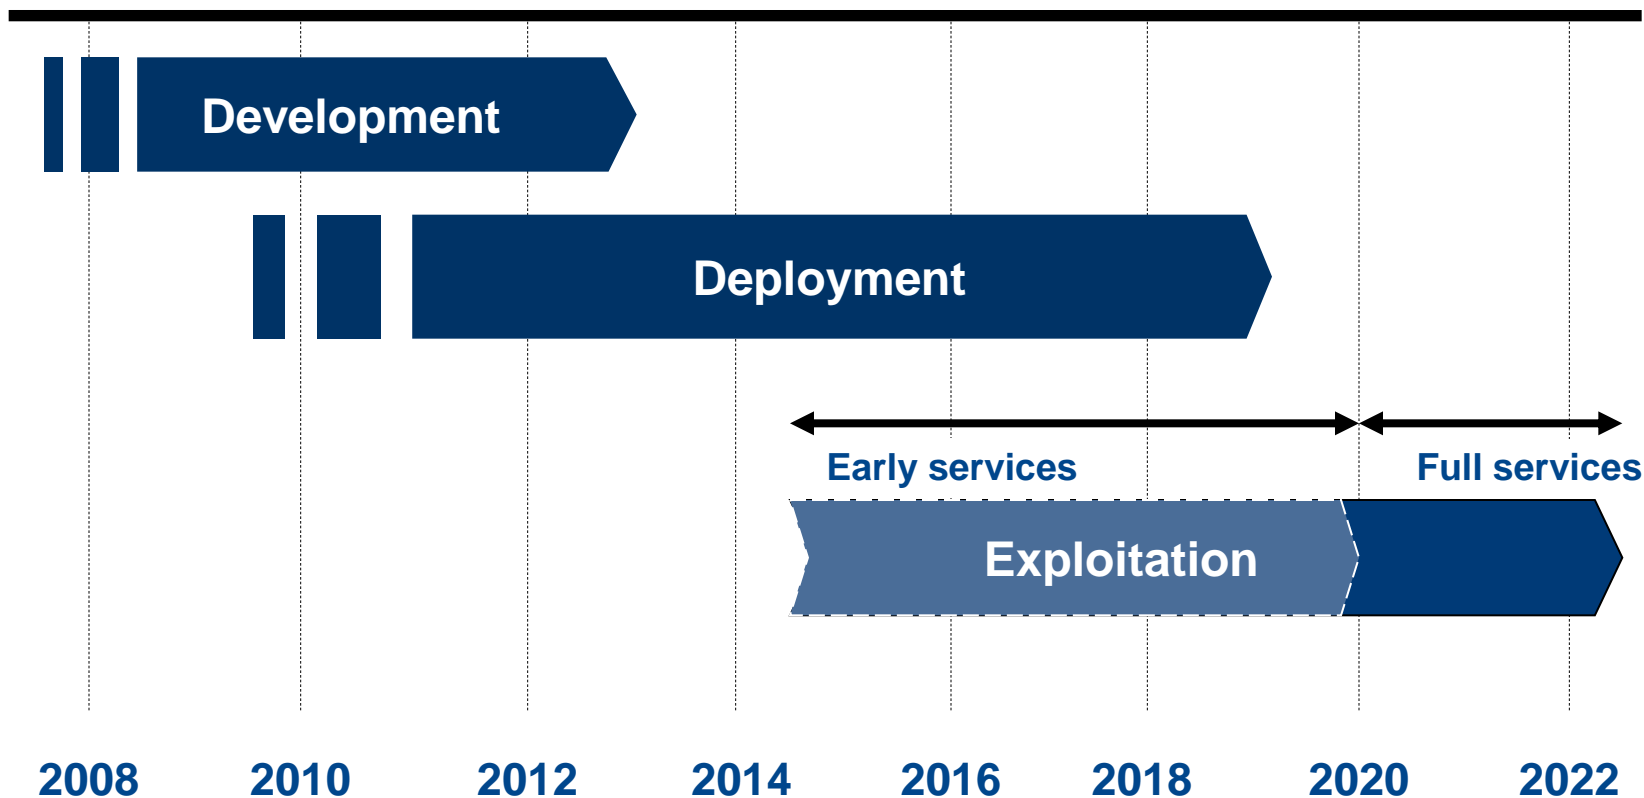 Development
Deployment
Early services
Full services
Exploitation
2008 2010 2012 2014 2016 2018 2020 2022